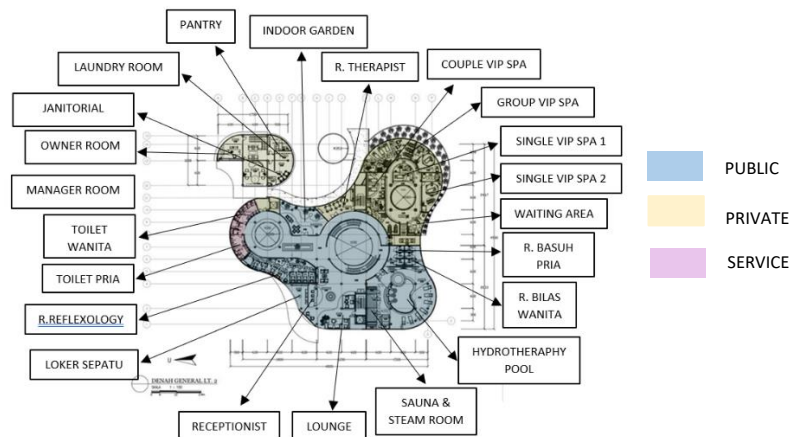 PANTRY
INDOOR GARDEN
LAUNDRY ROOM
R. THERAPIST
COUPLE VIP SPA
JANITORIAL
GROUP VIP SPA
OWNER ROOM
SINGLE VIP SPA 1
MANAGER ROOM
SINGLE VIP SPA 2
TOILET
WANITA
WAITING AREA
TOILET PRIA
R. BASUH
PRIA
R.REFLEXOLOGY
R. BILAS
WANITA
LOKER SEPATU
HYDROTHERAPHY
POOL
RECEPTIONIST
LOUNGE
SAUNA &
STEAM ROOM
U
DENAH GENERAL LT. 2
PUBLIC
PRIVATE
SERVICE